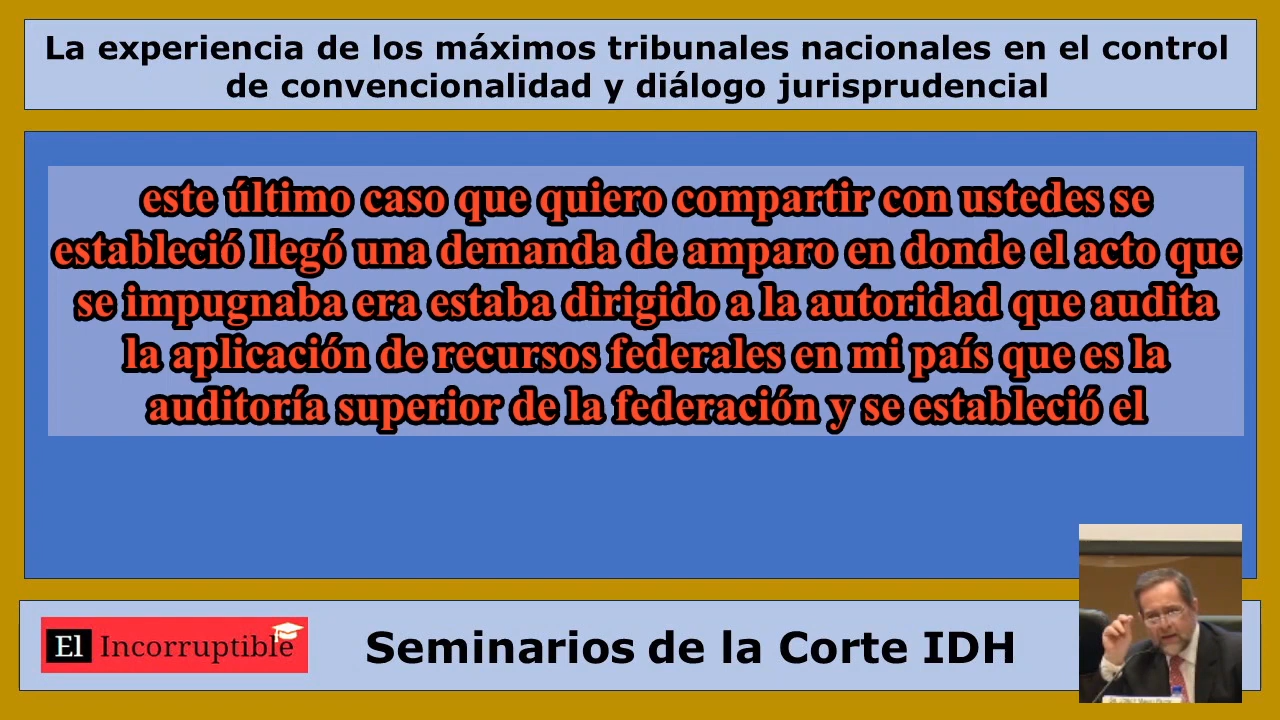 La experiencia de los máximos tribunales nacionales en el control
de convencionalidad y diálogo jurisprudencial
este último caso que quiero compartir con ustedes se
estableció llegó una demanda de amparo en donde el acto que
se impugnaba era estaba dirigido a la autoridad que audita
la aplicación de recursos federales en mi país que es la
auditoría superior de la federación y se estableció el
El Incorruptible
Seminarios de la Corte IDH